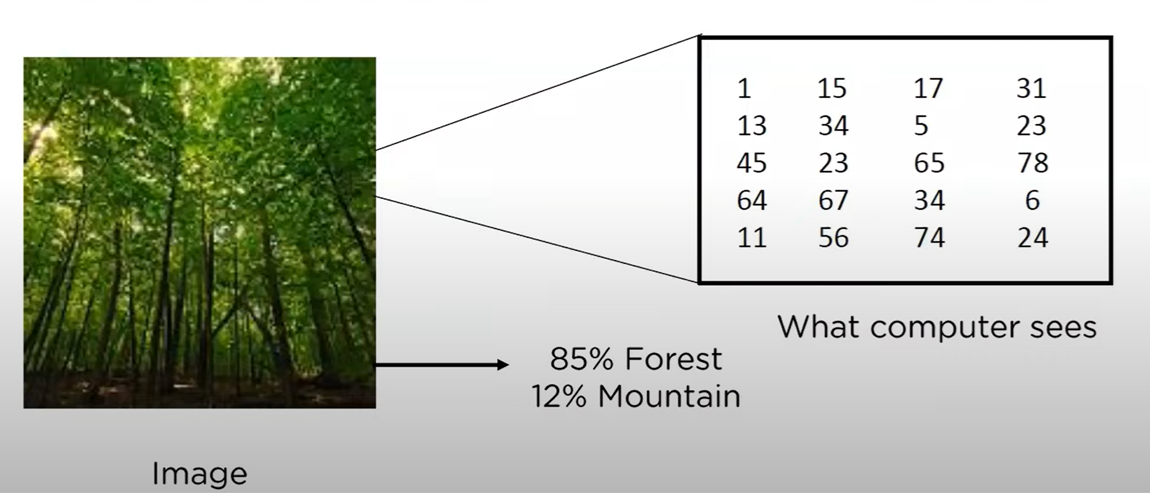 1 15 17 31
13 34 5 23
45 23 65 78
64 67 34 6
11 56 74 24
What computer sees
85% Forest
12% Mountain
Image